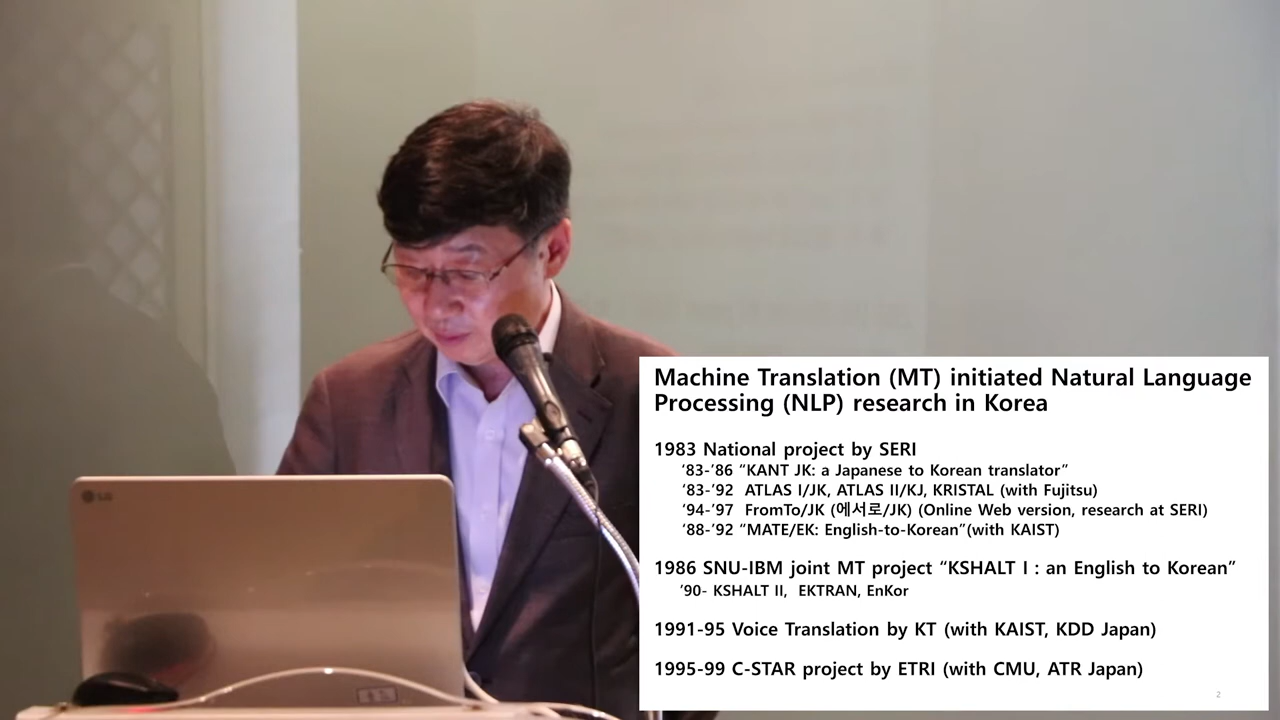 LG
Machine Translation (MT) initiated Natural Language
Processing (NLP) research in Korea
1983 National project by SERI
‘83-’86 “KANT JK: a Japanese to Korean translator”
‘83-’92 ATLAS I/JK, ATLAS II/KJ, KRISTAL (with Fujitsu)
‘94-’97 FromTo/JK (에서로/JK) (Online Web version, research at SERI)
‘88-’92 “MATE/EK: English-to-Korean”(with KAIST)
1986 SNU-IBM joint MT project “KSHALT I : an English to Korean”
’90- KSHALT II, EKTRAN, EnKor
1991-95 Voice Translation by KT (with KAIST, KDD Japan)
1995-99 C-STAR project by ETRI (with CMU, ATR Japan)
2